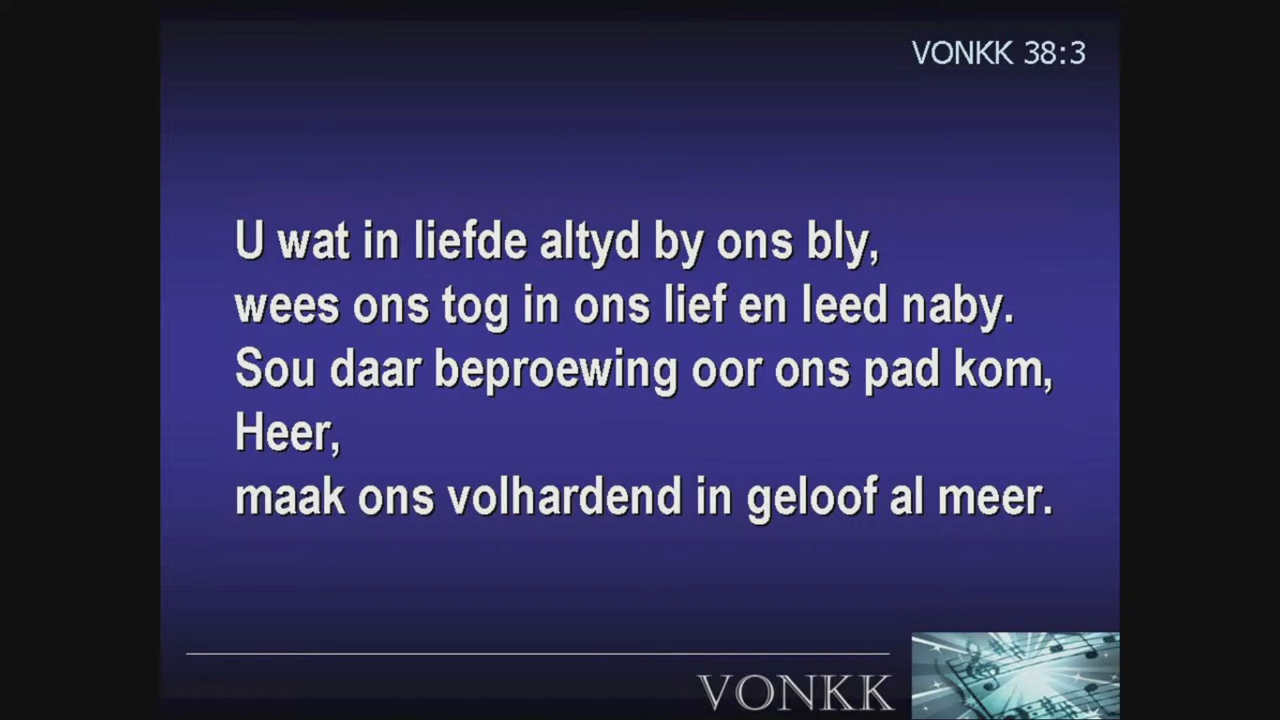 VONKK 38:3
U wat in liefde altyd by ons bly,
wees ons tog in ons lief en leed naby.
Sou daar beproewing oor ons pad kom,
Heer,
maak ons volhardend in geloof al meer.
VONKK